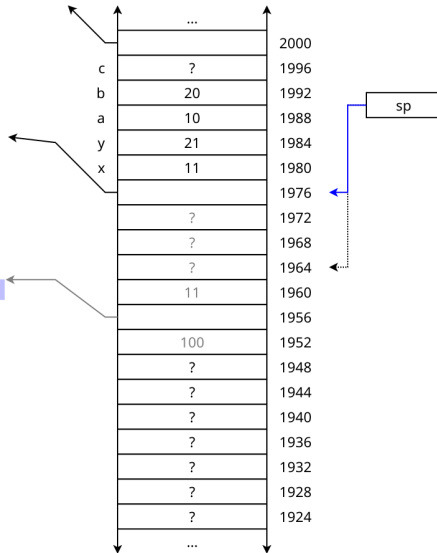 ...
2000
c ? 1996
b 20 1992
sp
a 10 1988
y 21 1984
x 11 1980
1976
? 1972
? 1968
? 1964
11 1960
1956
100 1952
? 1948
? 1944
? 1940
? 1936
? 1932
? 1928
? 1924
...